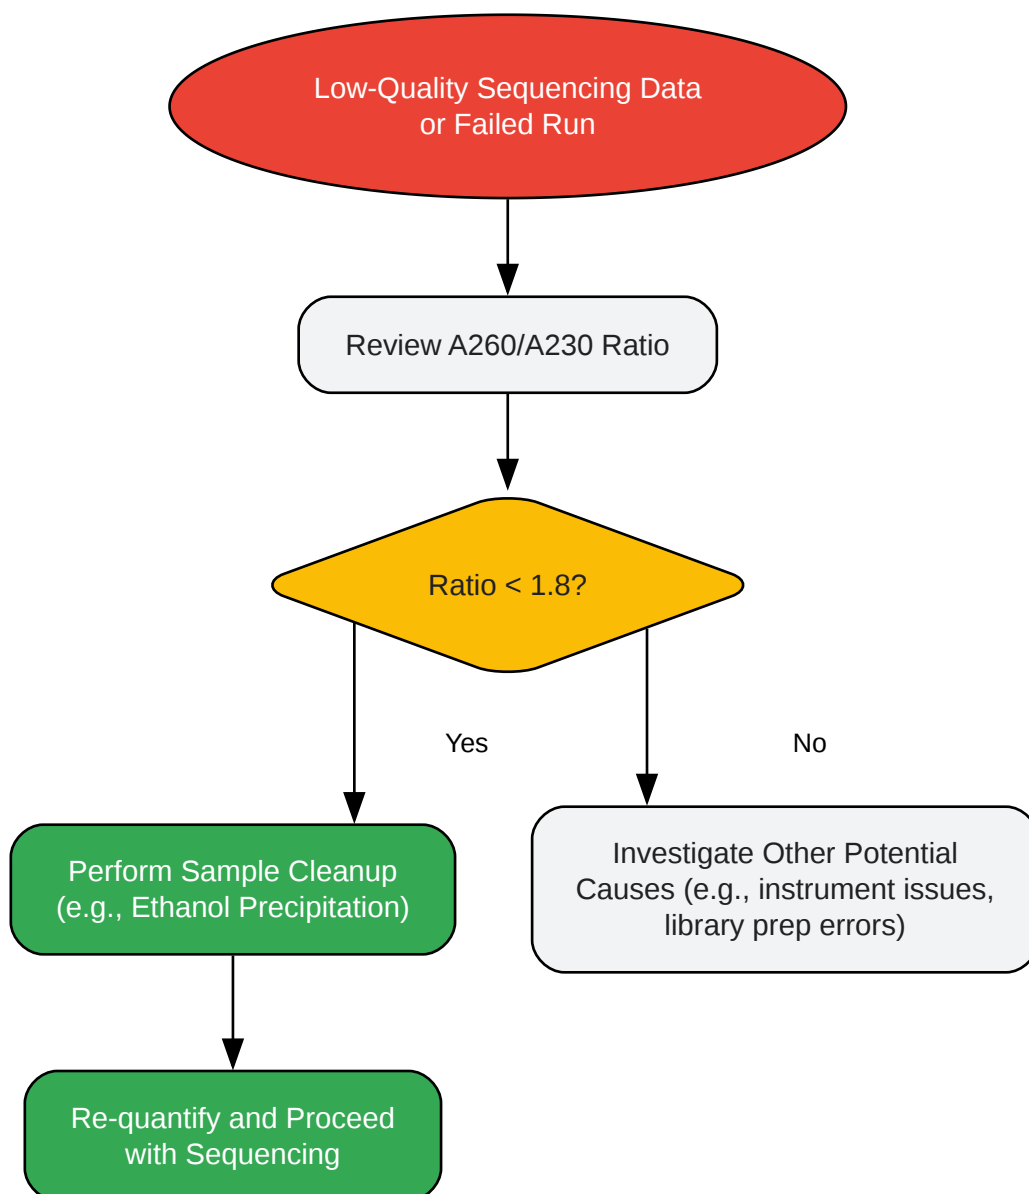 Low-Quality Sequencing Data
or Failed Run
Review A260/A230 Ratio
Ratio < 1.8?
Yes
No
Perform Sample Cleanup
(e.g., Ethanol Precipitation)
Investigate Other Potential
Causes (e.g., instrument issues,
library prep errors)
Re-quantify and Proceed
with Sequencing